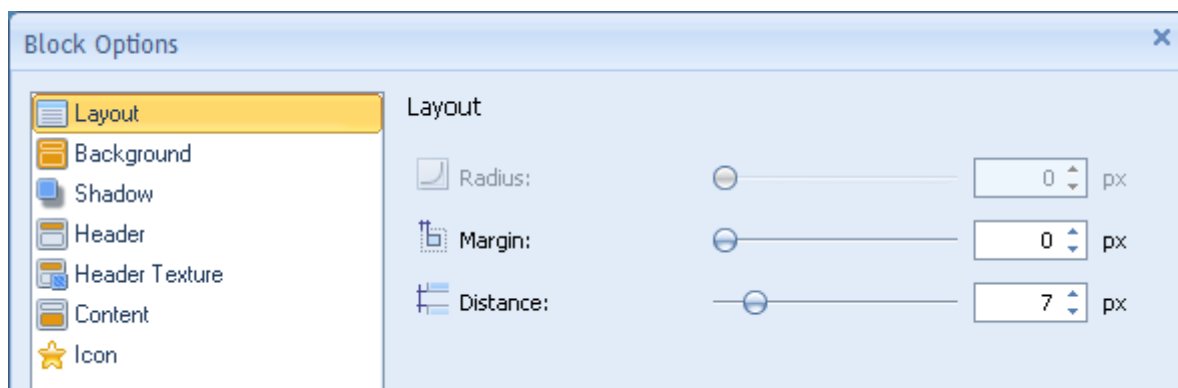 Block Options
Layout
Background
Shadow
Header
Header Texture
Content
Icon
Layout
Radius: 0 px
Margin: 0 px
Distance: 7 px